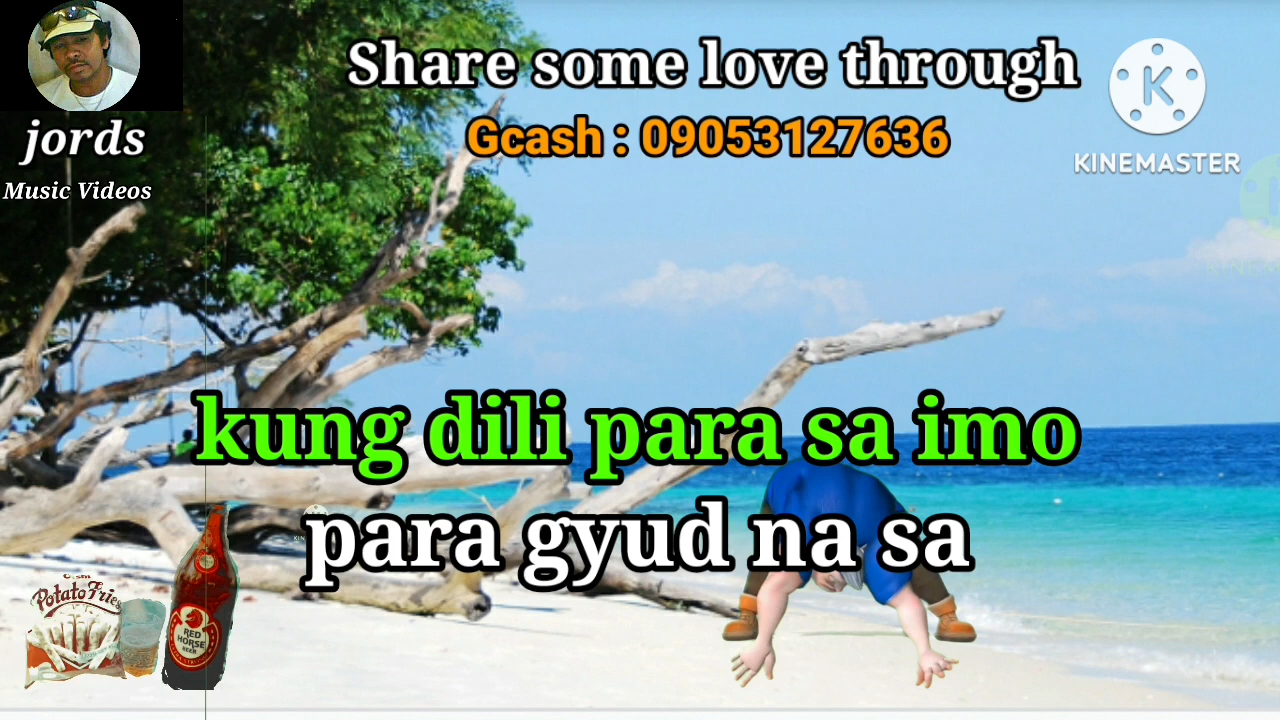 Share some love through
Gcash : 09053127636
KINEMASTER
jords
Music Videos
kung dili para sa imo
para gyud na sa
Potato Fries
RED
HORSE
BEER